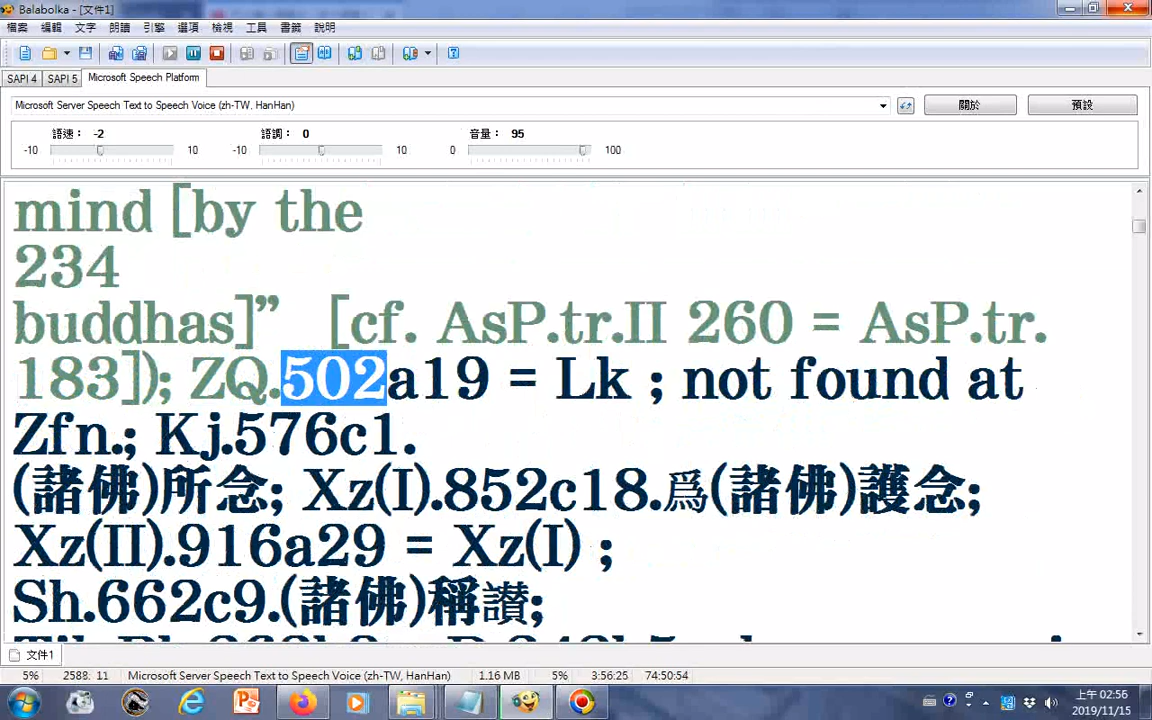 Balabolka - [文件1]
檔案 編輯 文字 朗讀 引擎 選項 檢視 工具 書籤 說明
SAPI 4 SAPI 5 Microsoft Speech Platform
Microsoft Server Speech Text to Speech Voice (zh-TW, HanHan) 關於 預設
語速： -2 語調： 0 音量： 95
-10 10 -10 10 0 100
mind [by the
234
buddhas]” [cf. AsP.tr.II 260 = AsP.tr.
183]); ZQ.502a19 = Lk ; not found at
Zfn.; Kj.576c1.
(諸佛)所念; Xz(I).852c18.爲(諸佛)護念;
Xz(II).916a29 = Xz(I) ;
Sh.662c9.(諸佛)稱讃;
文件1
5% 2588: 11 Microsoft Server Speech Text to Speech Voice (zh-TW, HanHan) 1.16 MB 5% 3:56:25 74:50:54
上午 02:56
2019/11/15